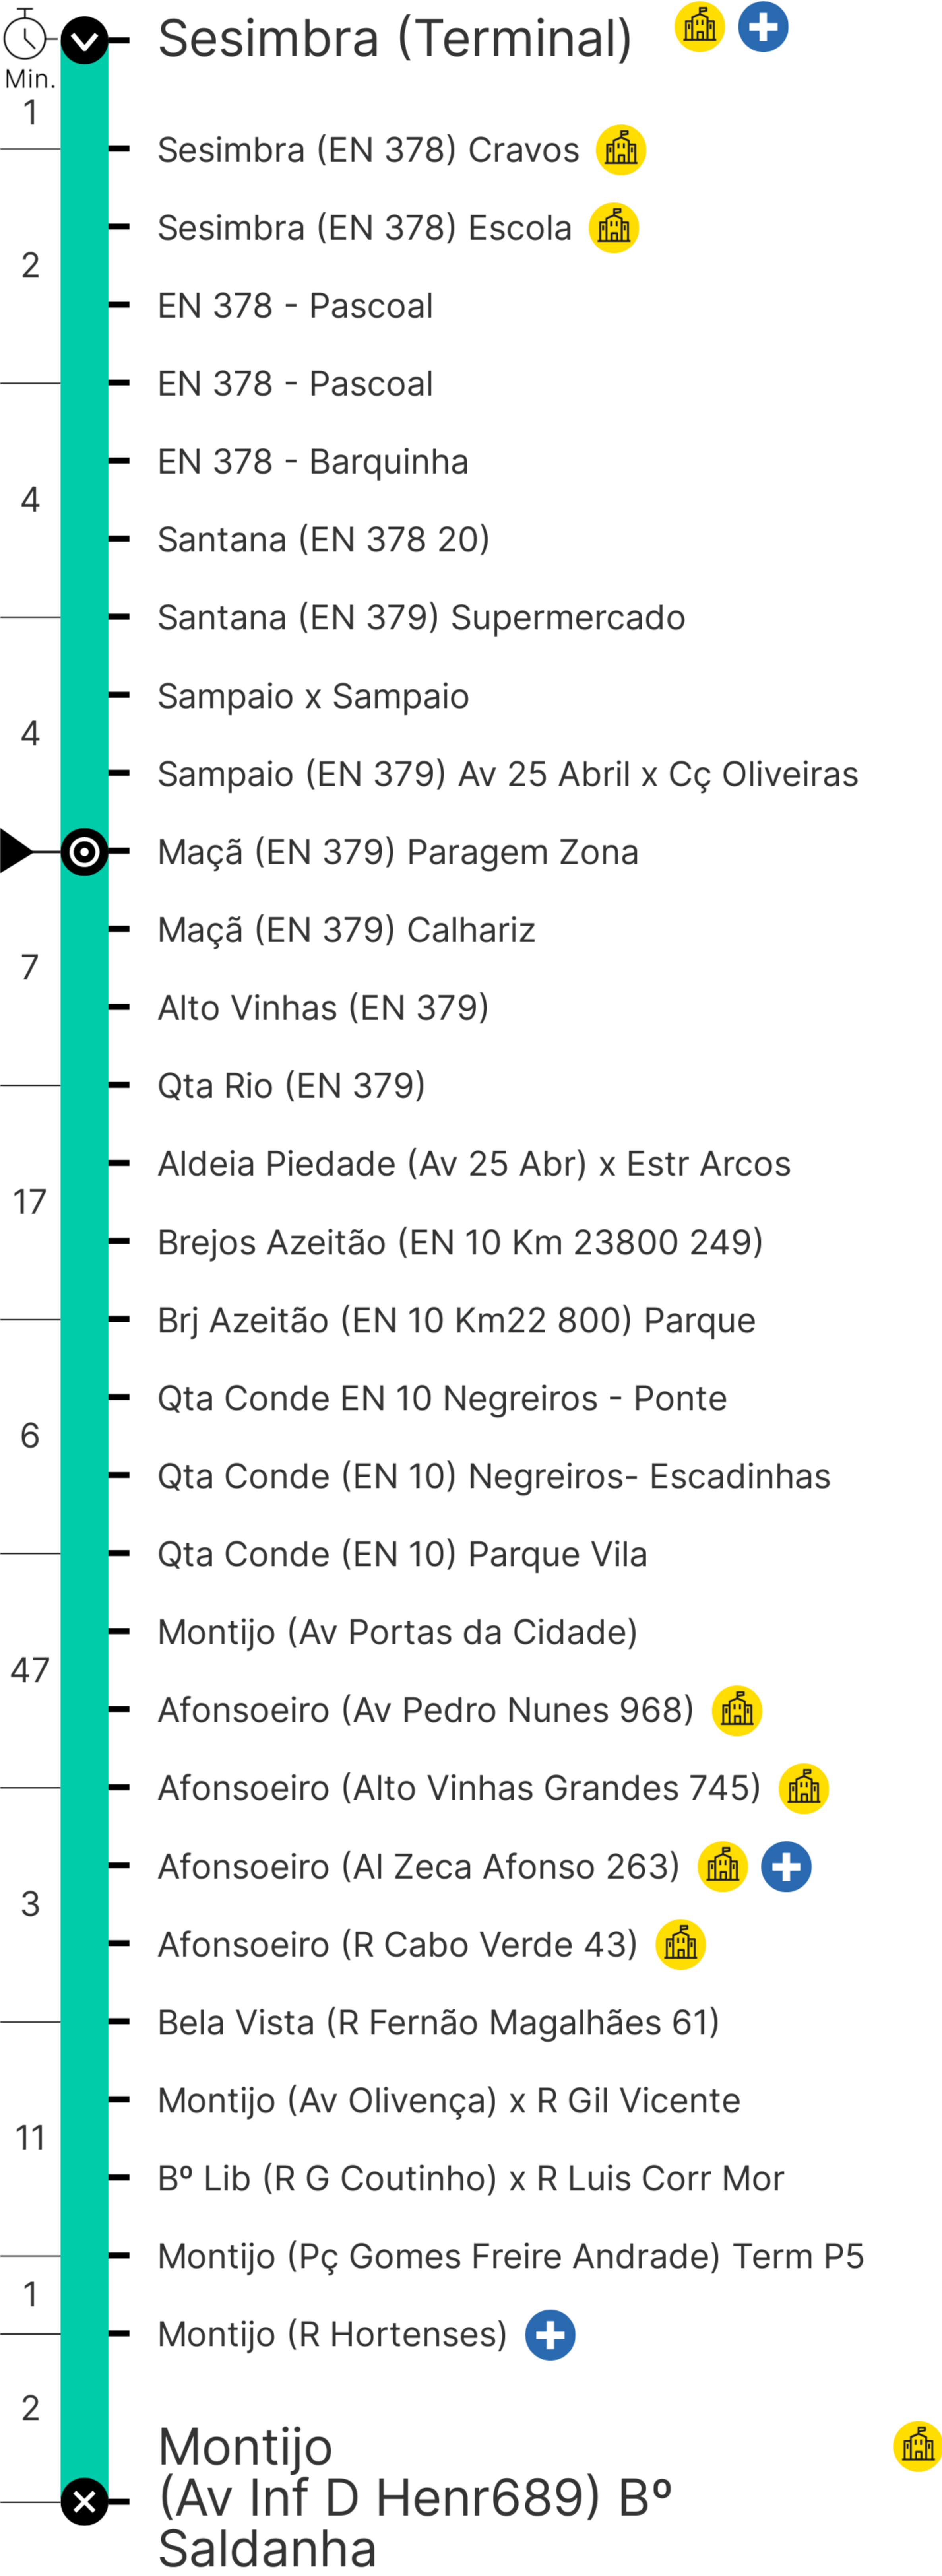 Sesimbra (Terminal)
Min.
1
Sesimbra (EN 378) Cravos
Sesimbra (EN 378) Escola
2
EN 378 - Pascoal
EN 378 - Pascoal
EN 378 - Barquinha
4
Santana (EN 378 20)
Santana (EN 379) Supermercado
Sampaio x Sampaio
4
Sampaio (EN 379) Av 25 Abril x Cç Oliveiras
Maçã (EN 379) Paragem Zona
Maçã (EN 379) Calhariz
7
Alto Vinhas (EN 379)
Qta Rio (EN 379)
Aldeia Piedade (Av 25 Abr) x Estr Arcos
17
Brejos Azeitão (EN 10 Km 23800 249)
Brj Azeitão (EN 10 Km22 800) Parque
Qta Conde EN 10 Negreiros - Ponte
6
Qta Conde (EN 10) Negreiros- Escadinhas
Qta Conde (EN 10) Parque Vila
Montijo (Av Portas da Cidade)
47
Afonsoeiro (Av Pedro Nunes 968)
Afonsoeiro (Alto Vinhas Grandes 745)
Afonsoeiro (Al Zeca Afonso 263)
3
Afonsoeiro (R Cabo Verde 43)
Bela Vista (R Fernão Magalhães 61)
Montijo (Av Olivença) x R Gil Vicente
11
Bº Lib (R G Coutinho) x R Luis Corr Mor
Montijo (Pç Gomes Freire Andrade) Term P5
1
Montijo (R Hortenses)
2
Montijo
(Av Inf D Henr689) Bº
Saldanha